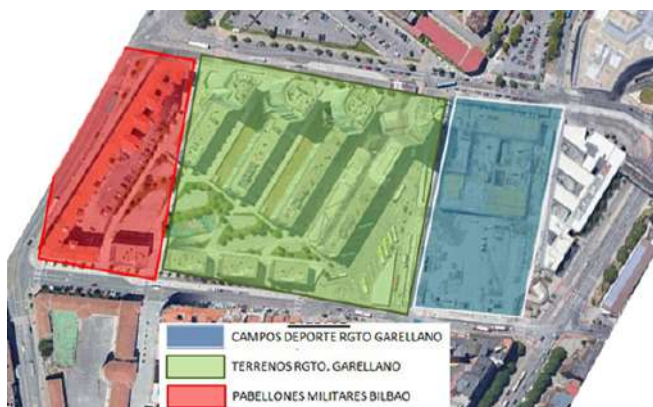 CAMPOS DEPORTE RGTO GARELLANO
TERRENOS RGTO. GARELLANO
PABELLONES MILITARES BILBAO